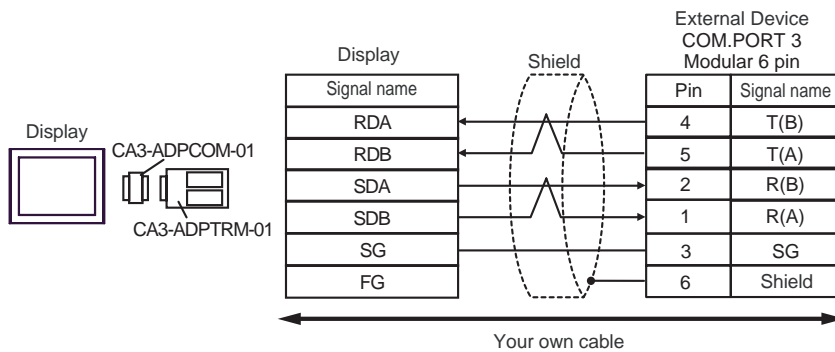 External Device
COM.PORT 3
Modular 6 pin
Display
Shield
Signal name
Pin
Signal name
RDA
4
T(B)
RDB
5
T(A)
SDA
2
R(B)
SDB
1
R(A)
SG
3
SG
FG
6
Shield
Display
CA3-ADPCOM-01
CA3-ADPTRM-01
Your own cable